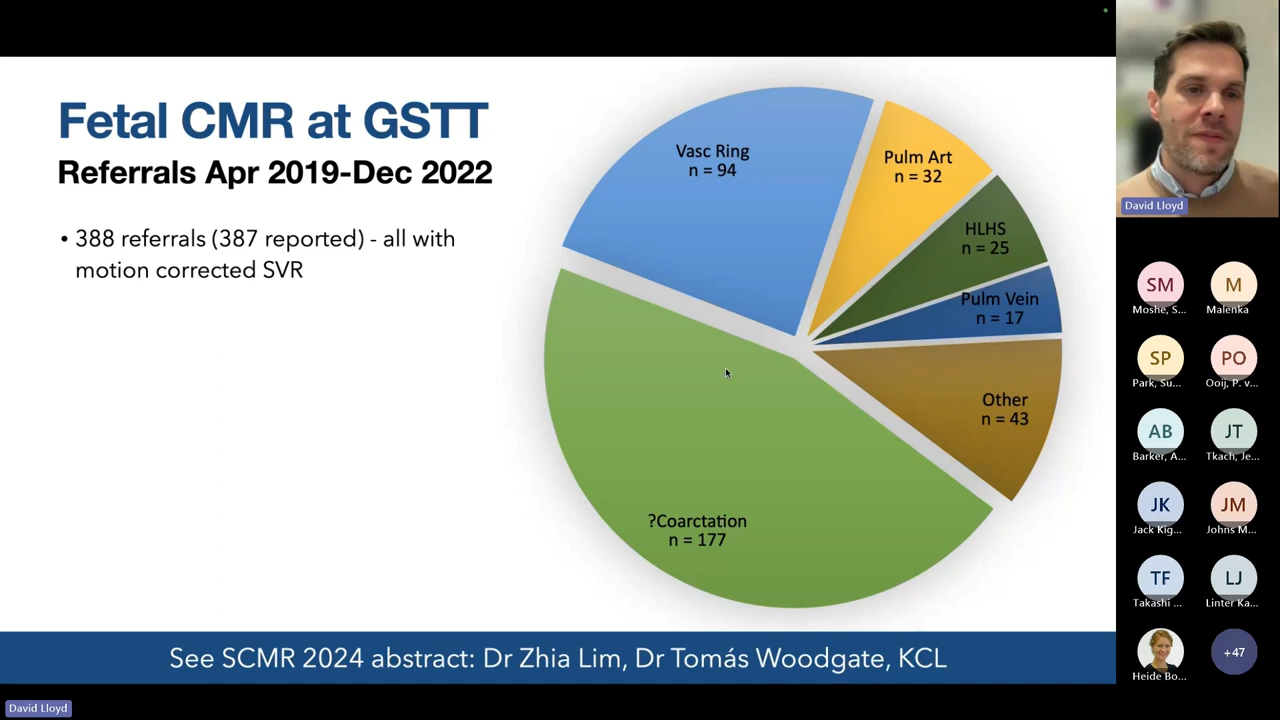 Fetal CMR at GSTT
Referrals Apr 2019-Dec 2022
• 388 referrals (387 reported) - all with
motion corrected SVR
Vasc Ring
n = 94
Pulm Art
n = 32
HLHS
n = 25
Pulm Vein
n = 17
Other
n = 43
?Coarctation
n = 177
See SCMR 2024 abstract: Dr Zhia Lim, Dr Tomás Woodgate, KCL
David Lloyd
David Lloyd
SM
Moshe, S...
M
Malenka
SP
Park, Su...
PO
Ooij, P. v...
AB
Barker, A...
JT
Tkach, Je...
JK
Jack Kig...
JM
Johns M...
TF
Takashi ...
LJ
Linter Ka...
Heide Bo...
+47